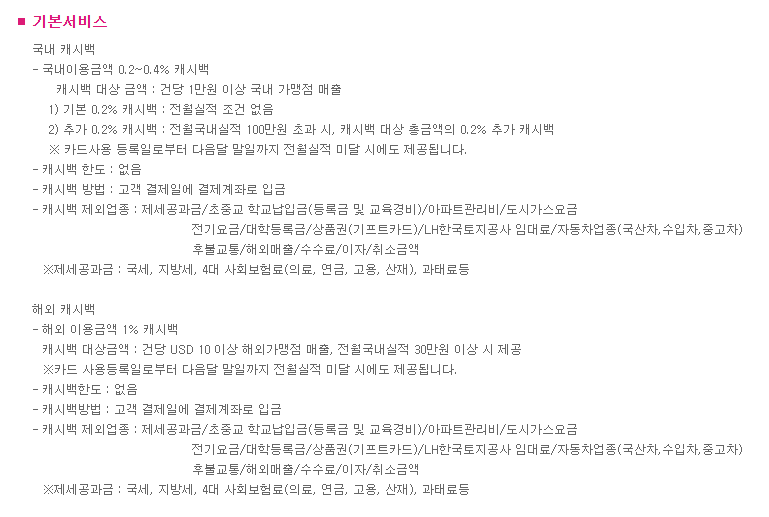 ■ 기본서비스
국내 캐시백
- 국내이용금액 0.2~0.4% 캐시백
캐시백 대상 금액 : 건당 1만원 이상 국내 가맹점 매출
1) 기본 0.2% 캐시백 : 전월실적 조건 없음
2) 추가 0.2% 캐시백 : 전월국내실적 100만원 초과 시, 캐시백 대상 총금액의 0.2% 추가 캐시백
※ 카드사용 등록일로부터 다음달 말일까지 전월실적 미달 시에도 제공됩니다.
- 캐시백 한도 : 없음
- 캐시백 방법 : 고객 결제일에 결제계좌로 입금
- 캐시백 제외업종 : 제세공과금/초중교 학교납입금(등록금 및 교육경비)/아파트관리비/도시가스요금
전기요금/대학등록금/상품권(기프트카드)/LH한국토지공사 임대료/자동차업종(국산차,수입차,중고차)
후불교통/해외매출/수수료/이자/취소금액
※제세공과금 : 국세, 지방세, 4대 사회보험료(의료, 연금, 고용, 산재), 과태료등
해외 캐시백
- 해외 이용금액 1% 캐시백
캐시백 대상금액 : 건당 USD 10 이상 해외가맹점 매출, 전월국내실적 30만원 이상 시 제공
※카드 사용등록일로부터 다음달 말일까지 전월실적 미달 시에도 제공됩니다.
- 캐시백한도 : 없음
- 캐시백방법 : 고객 결제일에 결제계좌로 입금
- 캐시백 제외업종 : 제세공과금/초중교 학교납입금(등록금 및 교육경비)/아파트관리비/도시가스요금
전기요금/대학등록금/상품권(기프트카드)/LH한국토지공사 임대료/자동차업종(국산차,수입차,중고차)
후불교통/해외매출/수수료/이자/취소금액
※제세공과금 : 국세, 지방세, 4대 사회보험료(의료, 연금, 고용, 산재), 과태료등